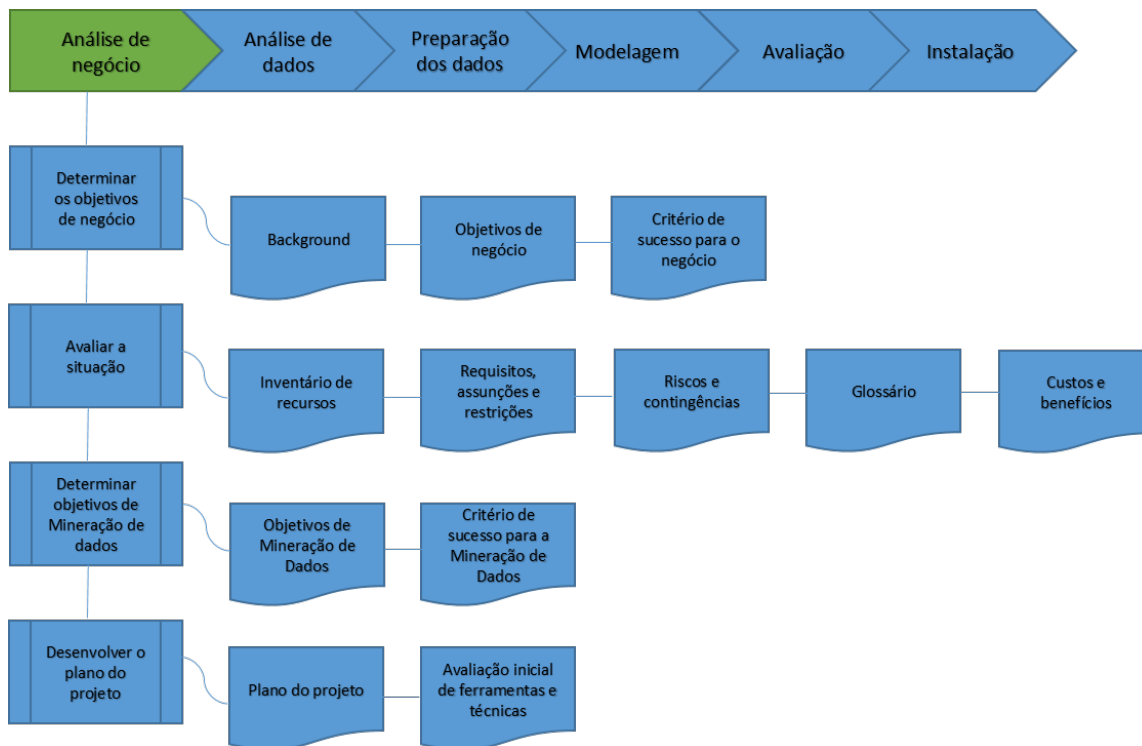 Análise de
negócio
Análise de
dados
Preparação
dos dados
Modelagem
Avaliação
Instalação
Determinar
os objetivos
de negócio
Background
Objetivos de
negócio
Critério de
sucesso para o
negócio
Avaliar a
situação
Inventário de
recursos
Requisitos,
assunções e
restrições
Riscos e
contingências
Glossário
Custos e
benefícios
Determinar
objetivos de
Mineração de
dados
Objetivos de
Mineração de
Dados
Critério de
sucesso para a
Mineração de
Dados
Desenvolver o
plano do
projeto
Plano do projeto
Avaliação inicial
de ferramentas e
técnicas